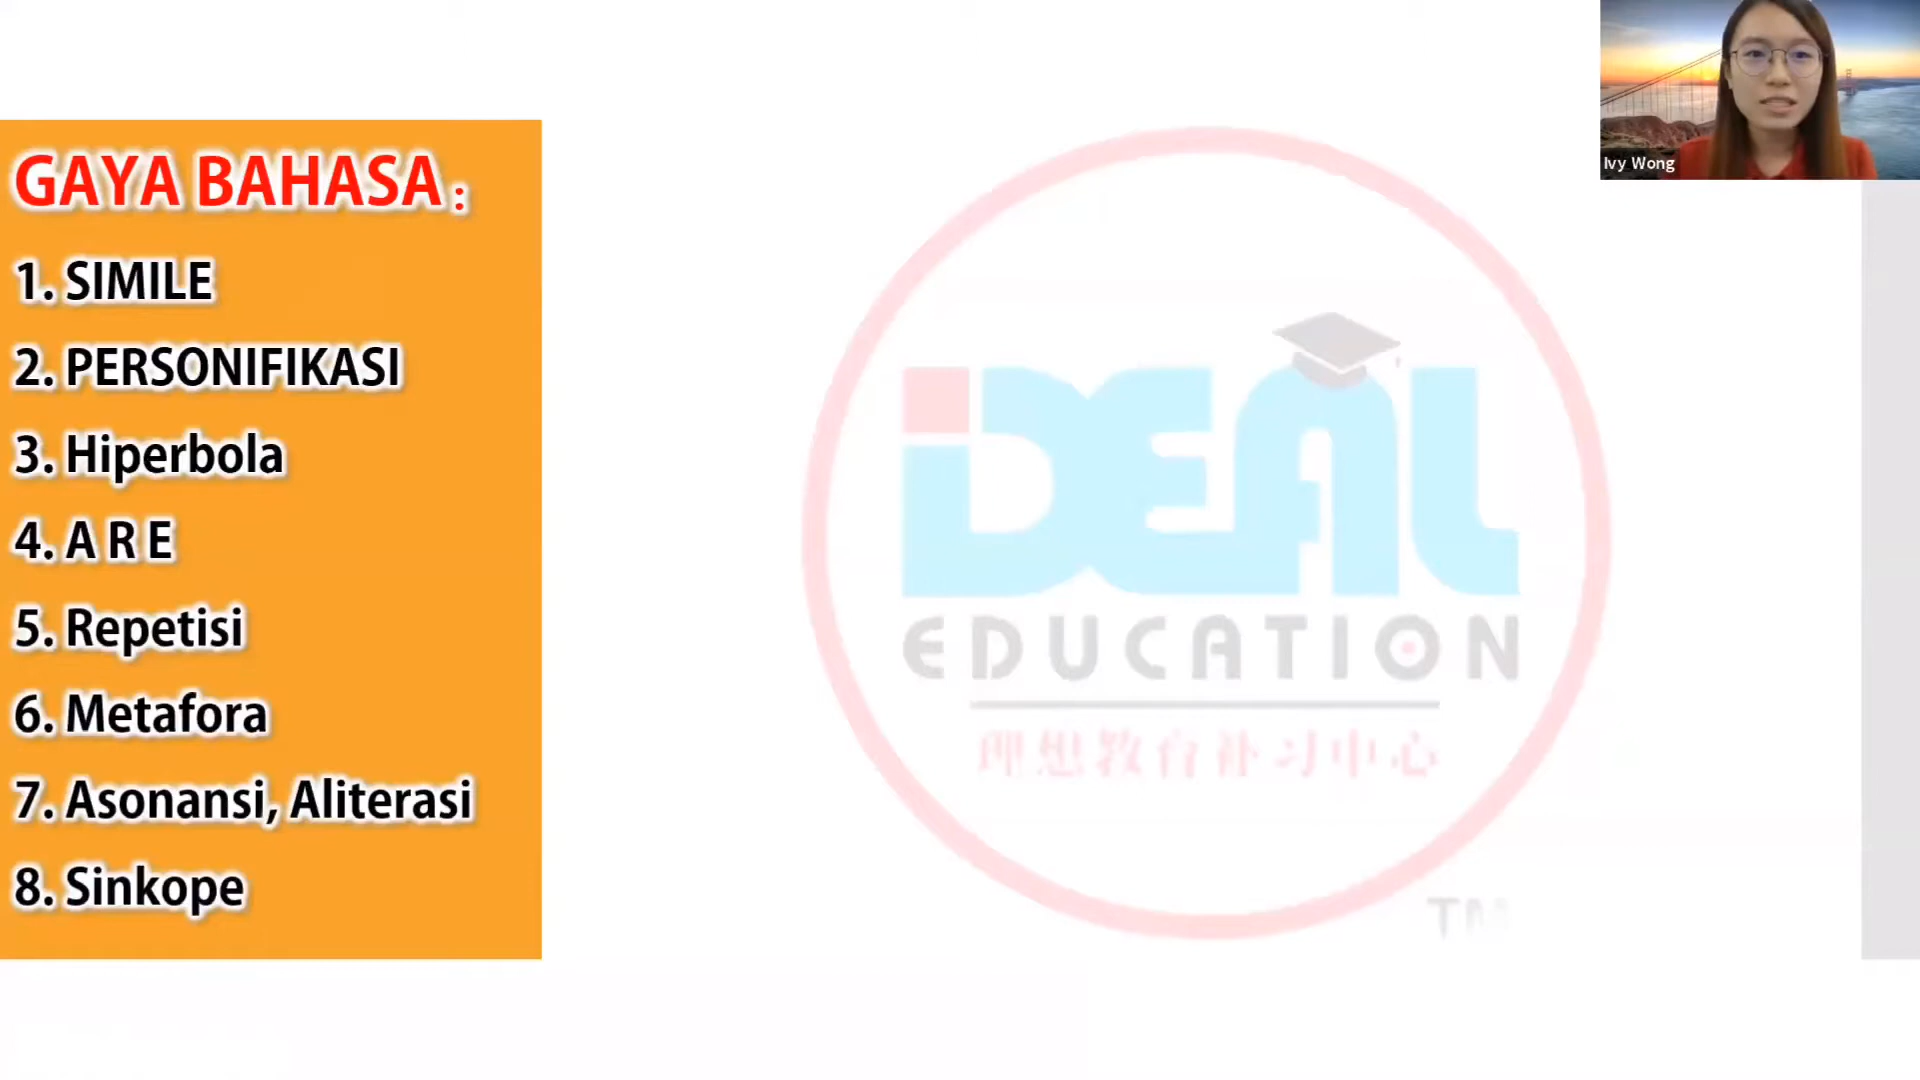 GAYA BAHASA :
1. SIMILE
2. PERSONIFIKASI
3. Hiperbola
4. A R E
5. Repetisi
6. Metafora
7. Asonansi, Aliterasi
8. Sinkope
iDEAL
EDUCATION
理想教育补习中心
TM
Ivy Wong